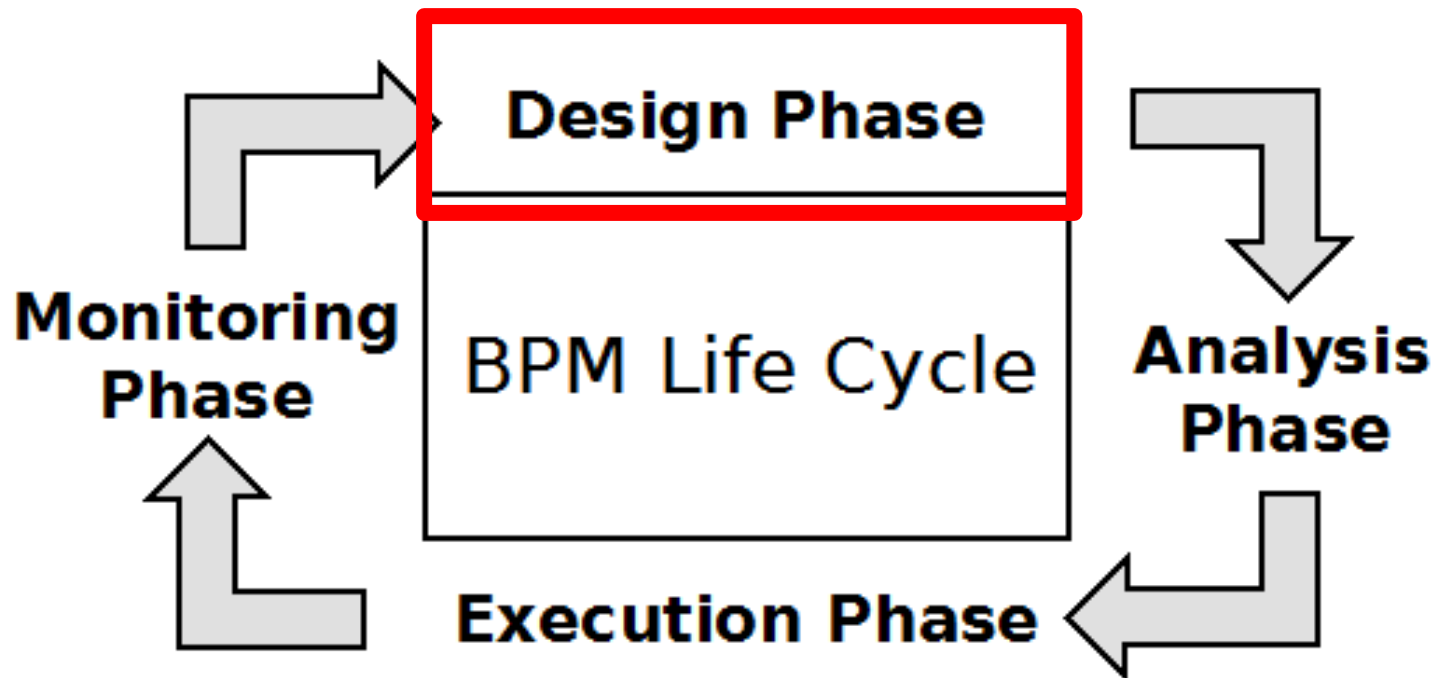 Design Phase
Monitoring
Phase
BPM Life Cycle
Analysis
Phase
Execution Phase